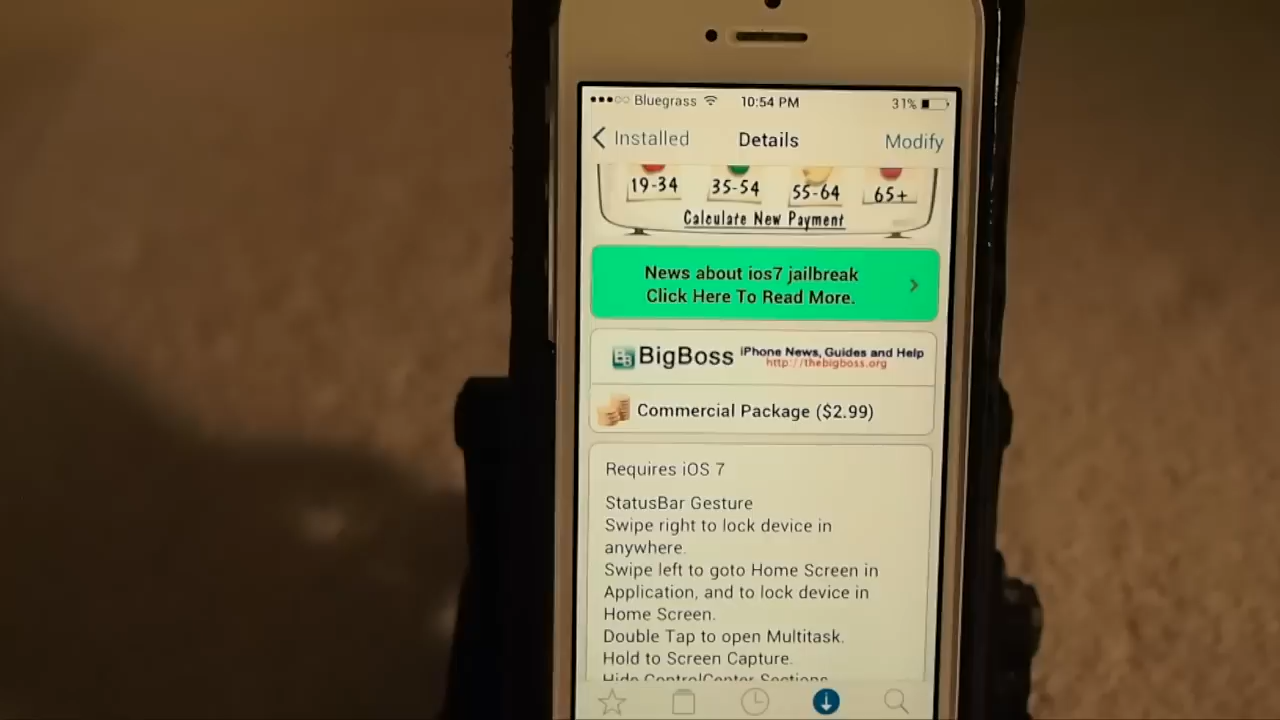 Bluegrass 10:54 PM 31%
Installed Details Modify
19-34 35-54 55-64 65+
Calculate New Payment
News about ios7 jailbreak
Click Here To Read More.
BB BigBoss iPhone News, Guides and Help
http://thebigboss.org
Commercial Package ($2.99)
Requires iOS 7
StatusBar Gesture
Swipe right to lock device in
anywhere.
Swipe left to goto Home Screen in
Application, and to lock device in
Home Screen.
Double Tap to open Multitask.
Hold to Screen Capture.
Hide ControlCenter Sections